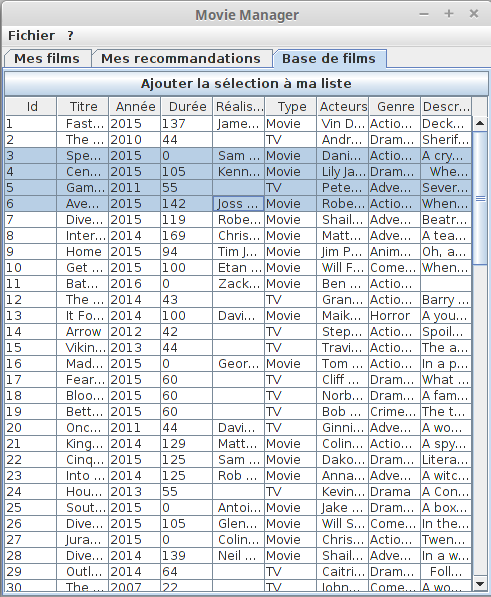 Movie Manager
Fichier ?
Mes films Mes recommandations Base de films
Ajouter la sélection à ma liste
Id Titre Année Durée Réalis... Type Acteurs Genre Descr...
1 Fast... 2015 137 Jame... Movie Vin D... Actio... Deck...
2 The ... 2010 44 TV Andr... Dram... Sherif...
3 Spe... 2015 0 Sam ... Movie Dani... Actio... A cry...
4 Cen... 2015 105 Kenn... Movie Lily Ja... Dram... Whe...
5 Gam... 2011 55 TV Pete... Adve... Sever...
6 Ave... 2015 142 Joss ... Movie Robe... Actio... When...
7 Dive... 2015 119 Robe... Movie Shail... Adve... Beatr...
8 Inter... 2014 169 Chris... Movie Matt... Adve... A tea...
9 Home 2015 94 Tim J... Movie Jim P... Anim... Oh, a...
10 Get ... 2015 100 Etan ... Movie Will F... Come... When...
11 Bat... 2016 0 Zack... Movie Ben ... Actio...
12 The ... 2014 43 TV Gran... Actio... Barry ...
13 It Fo... 2014 100 Davi... Movie Maik... Horror A you...
14 Arrow 2012 42 TV Step... Actio... Spoil...
15 Vikin... 2013 44 TV Travi... Actio... The a...
16 Mad... 2015 0 Geor... Movie Tom ... Actio... In a p...
17 Fear... 2015 60 TV Cliff ... Dram... What ...
18 Bloo... 2015 60 TV Norb... Dram... A fam...
19 Bett... 2015 60 TV Bob ... Crime... The t...
20 Onc... 2011 44 Davi... TV Ginni... Adve... A wo...
21 King... 2014 129 Matt... Movie Colin... Actio... A spy...
22 Cinq... 2015 125 Sam ... Movie Dako... Dram... Litera...
23 Into ... 2014 125 Rob ... Movie Anna... Adve... A witc...
24 Hou... 2013 55 TV Kevin... Drama A Con...
25 Sout... 2015 0 Antoi... Movie Jake ... Dram... A box...
26 Dive... 2015 105 Glen... Movie Will S... Come... In the...
27 Jura... 2015 0 Colin... Movie Chris... Actio... Twen...
28 Dive... 2014 139 Neil ... Movie Shail... Adve... In a w...
29 Outl... 2014 64 TV Caitri... Dram... Foll...
30 The ... 2007 22 TV John... Come... A wo...